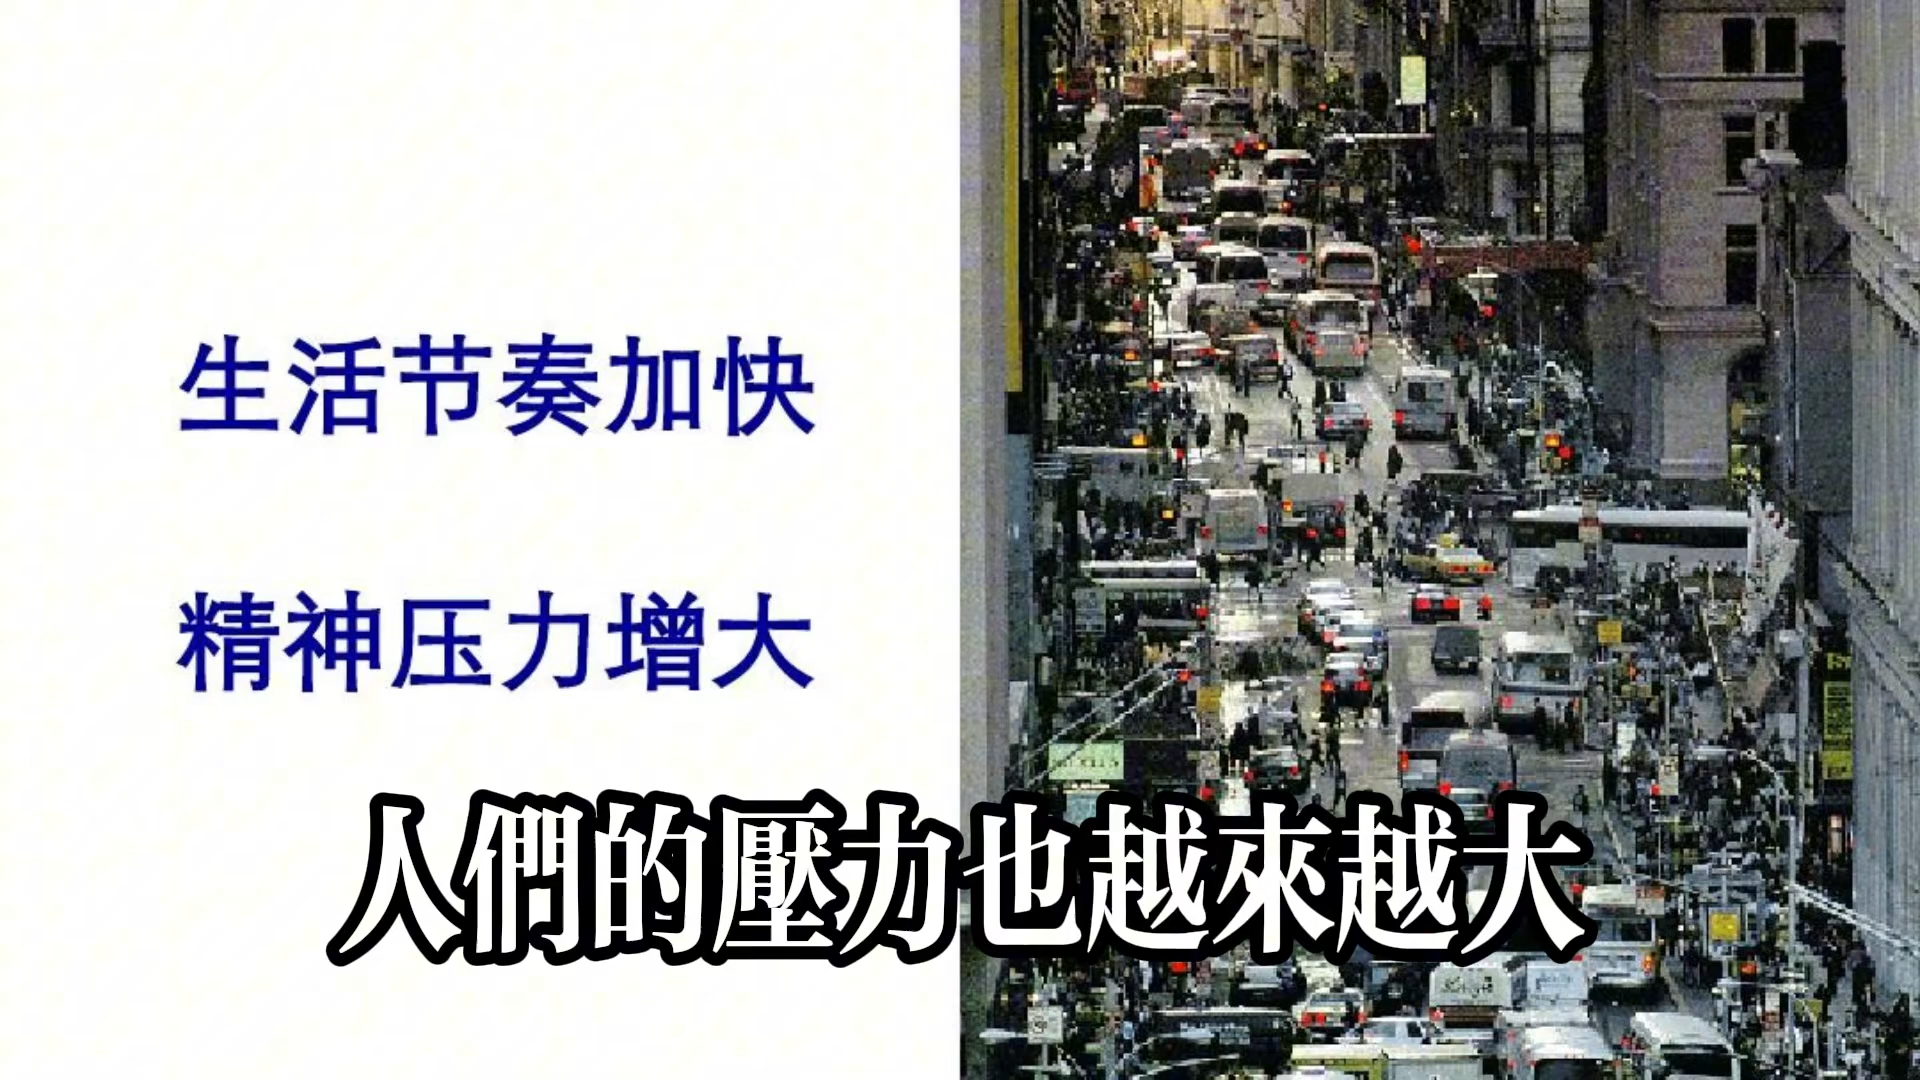 生活节奏加快
精神压力增大
人們的壓力也越來越大